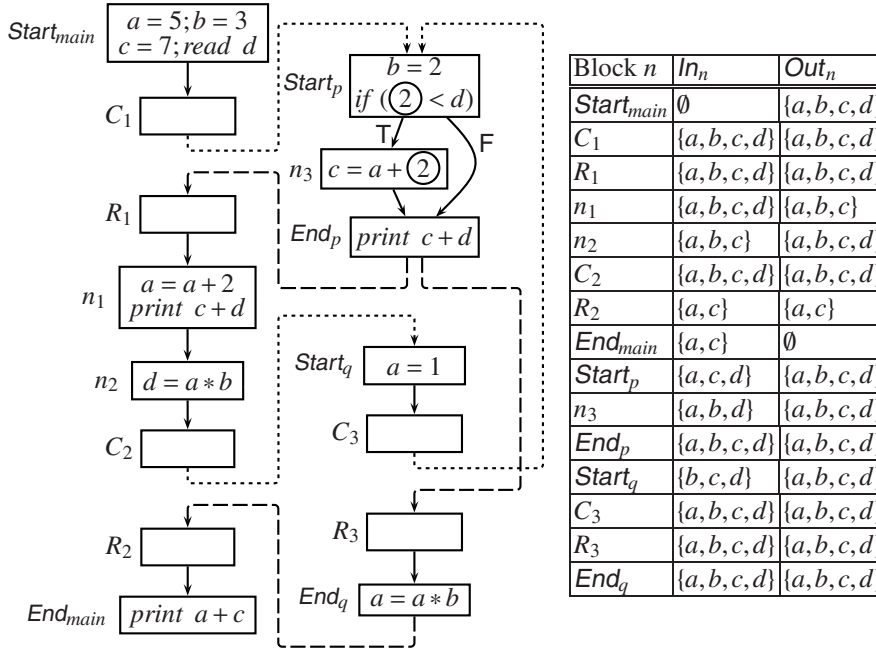 Start_main
a = 5; b = 3
c = 7; read d
C_1
R_1
n_1
a = a + 2
print c + d
n_2
d = a * b
C_2
R_2
End_main
print a + c
Start_p
b = 2
if (2 < d)
T
F
n_3
c = a + 2
End_p
print c + d
Start_q
a = 1
C_3
R_3
End_q
a = a * b
Block n In_n Out_n
Start_main ∅ {a,b,c,d}
C_1 {a,b,c,d} {a,b,c,d}
R_1 {a,b,c,d} {a,b,c,d}
n_1 {a,b,c,d} {a,b,c}
n_2 {a,b,c} {a,b,c,d}
C_2 {a,b,c,d} {a,b,c,d}
R_2 {a,c} {a,c}
End_main {a,c} ∅
Start_p {a,c,d} {a,b,c,d}
n_3 {a,b,d} {a,b,c,d}
End_p {a,b,c,d} {a,b,c,d}
Start_q {b,c,d} {a,b,c,d}
C_3 {a,b,c,d} {a,b,c,d}
R_3 {a,b,c,d} {a,b,c,d}
End_q {a,b,c,d} {a,b,c,d}